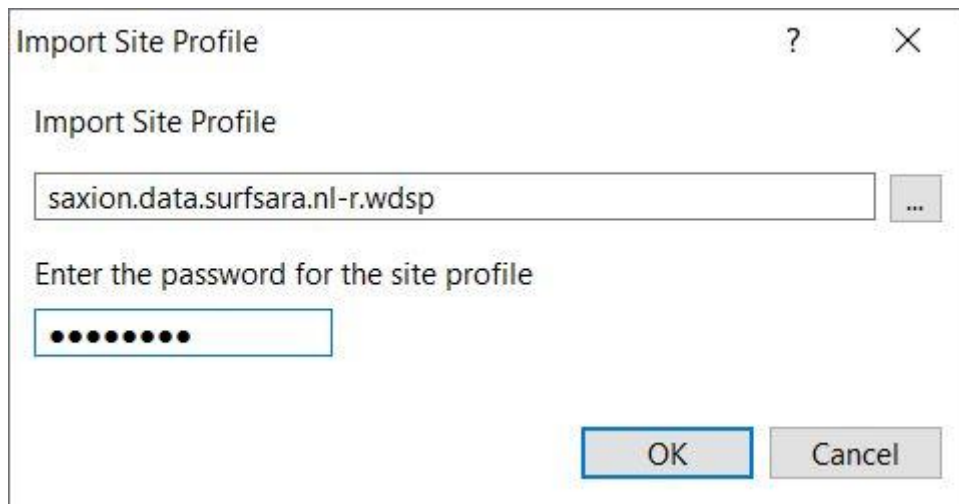 Import Site Profile ?
Import Site Profile
saxion.data.surfsara.nl-r.wdsp ...
Enter the password for the site profile
●●●●●●●●
OK Cancel